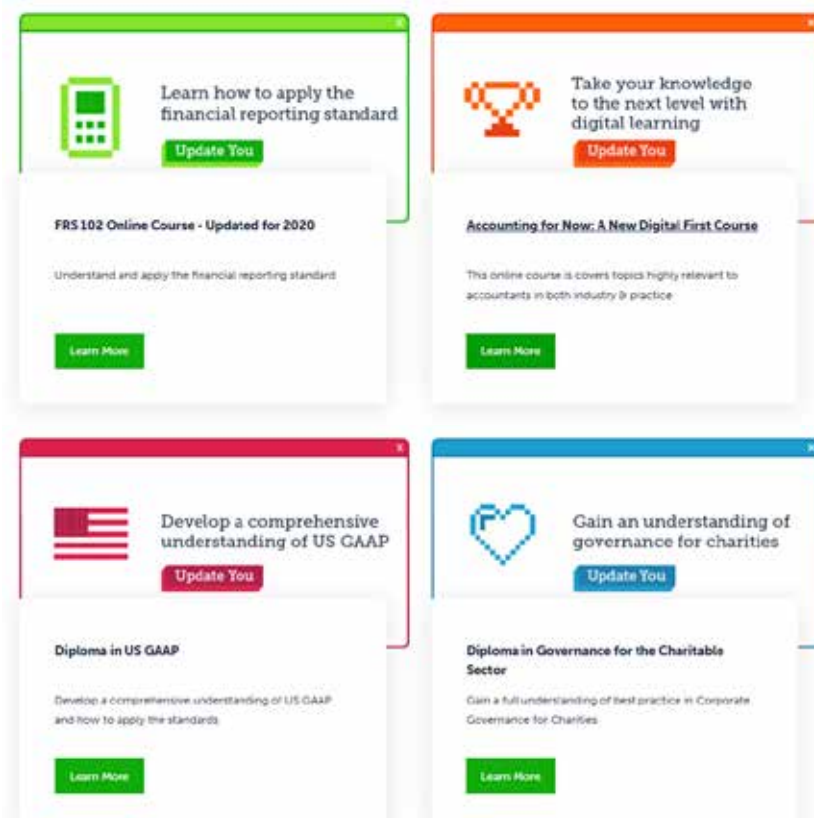 x
Learn how to apply the
financial reporting standard
Update You
FRS 102 Online Course - Updated for 2020
Understand and apply the financial reporting standard
Learn More
x
Take your knowledge
to the next level with
digital learning
Update You
Accounting for Now: A New Digital First Course
This online course is covers topics highly relevant to
accountants in both industry & practice
Learn More
x
Develop a comprehensive
understanding of US GAAP
Update You
Diploma in US GAAP
Develop a comprehensive understanding of US GAAP
and how to apply the standards
Learn More
x
Gain an understanding of
governance for charities
Update You
Diploma in Governance for the Charitable
Sector
Gain a full understanding of best practice in Corporate
Governance for Charities
Learn More